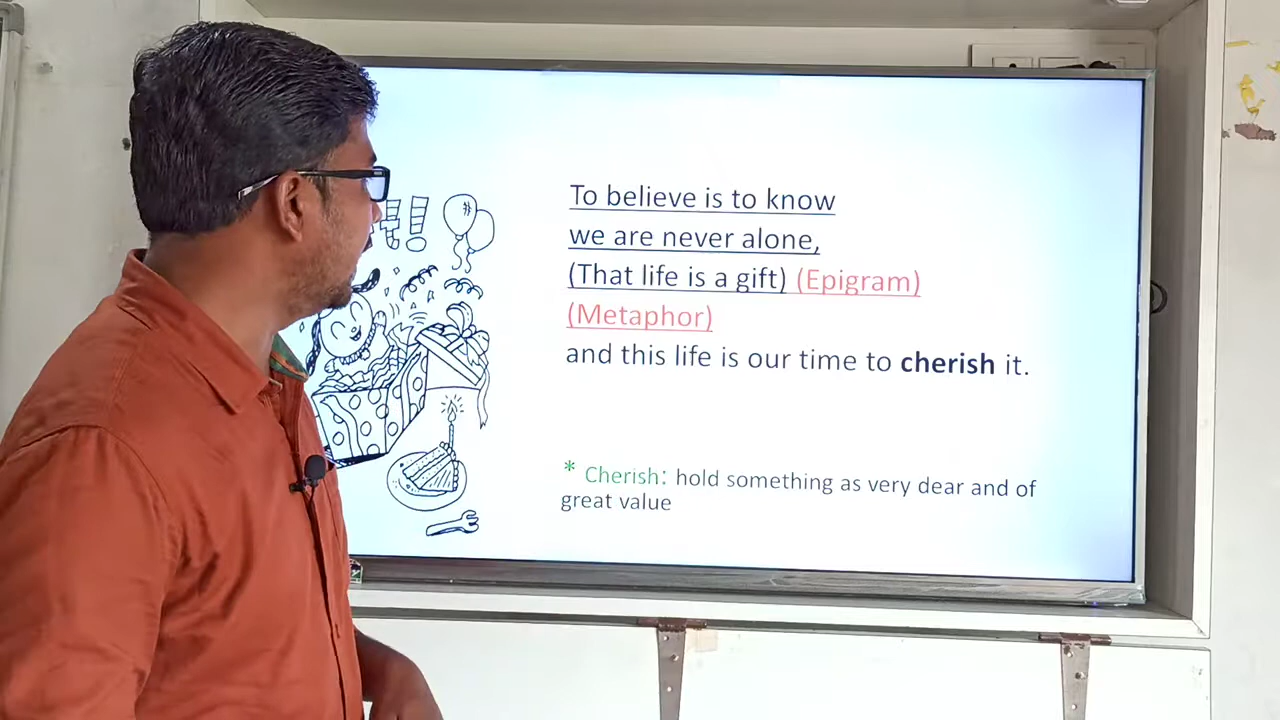 To believe is to know
we are never alone,
(That life is a gift) (Epigram)
(Metaphor)
and this life is our time to cherish it.
* Cherish: hold something as very dear and of
great value